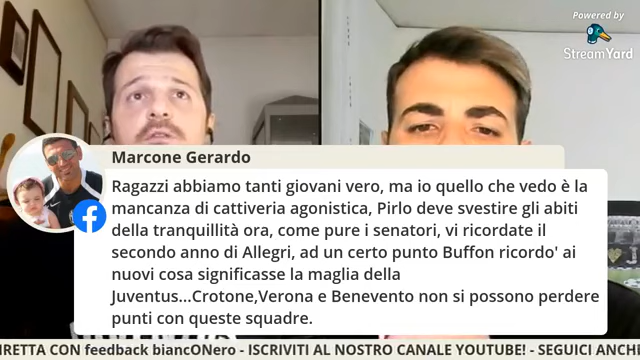 Powered by
StreamYard
Marcone Gerardo
Ragazzi abbiamo tanti giovani vero, ma io quello che vedo è la
mancanza di cattiveria agonistica, Pirlo deve svestire gli abiti
della tranquillità ora, come pure i senatori, vi ricordate il
secondo anno di Allegri, ad un certo punto Buffon ricordo' ai
nuovi cosa significasse la maglia della
Juventus...Crotone,Verona e Benevento non si possono perdere
punti con queste squadre.
IRETTA CON feedback biancONero - ISCRIVITI AL NOSTRO CANALE YOUTUBE! - SEGUICI ANCHE